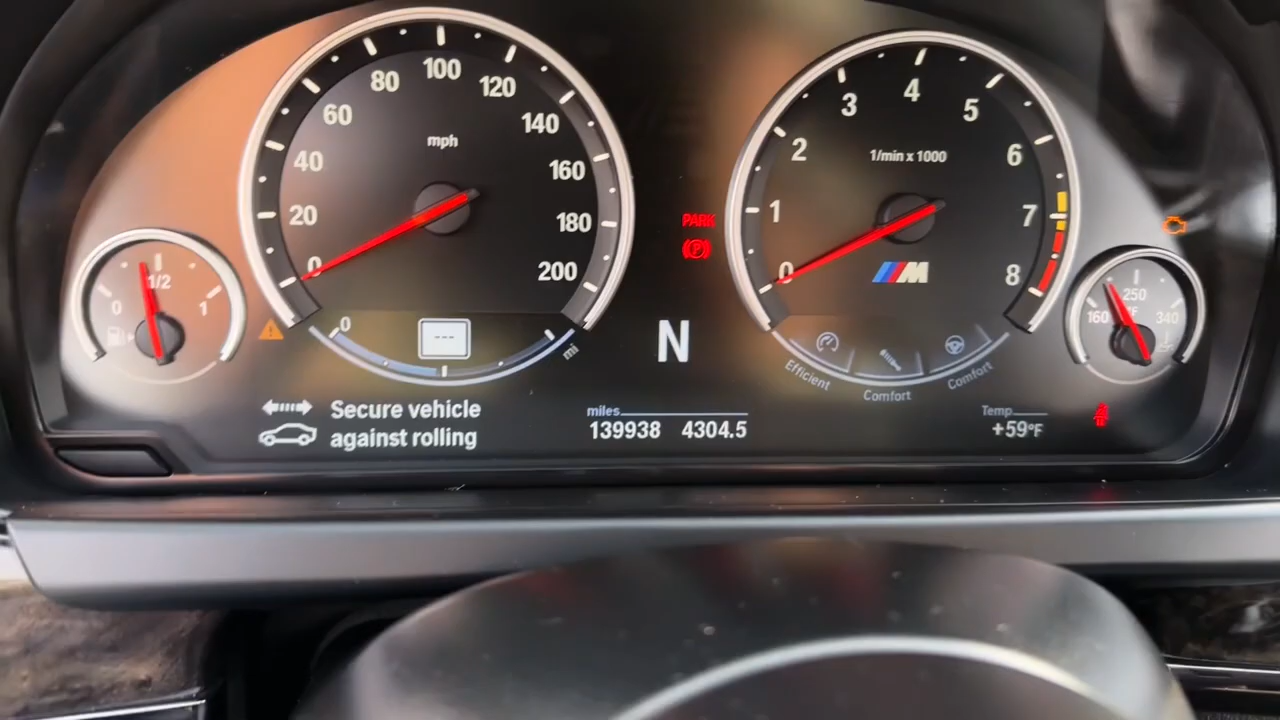 0
20
40
60
80
100
120
140
160
180
200
mph
0
---
mi
0
1/2
1
PARK
P
N
0
1
2
3
4
5
6
7
8
1/min x 1000
M
Efficient
Comfort
Comfort
160
250
340
°F
Secure vehicle
against rolling
miles
139938 4304.5
Temp.
+59°F